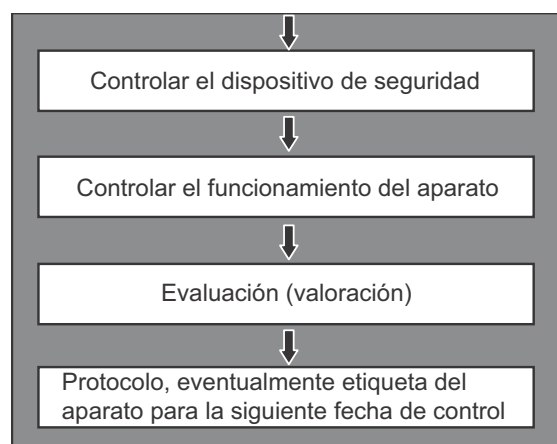 Controlar el dispositivo de seguridad
Controlar el funcionamiento del aparato
Evaluación (valoración)
Protocolo, eventualmente etiqueta del
aparato para la siguiente fecha de control